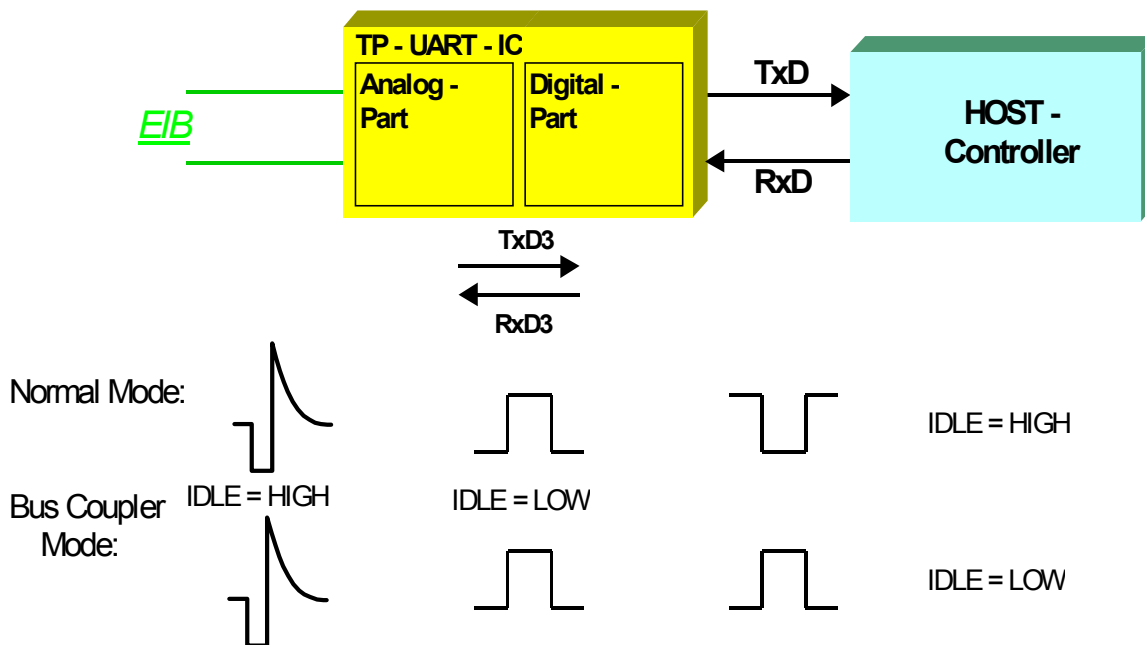 TP - UART - IC
Analog -
Part
Digital -
Part
EIB
TxD
RxD
HOST -
Controller
TxD3
RxD3
Normal Mode:
IDLE = HIGH
IDLE = HIGH
IDLE = LOW
Bus Coupler
Mode:
IDLE = LOW